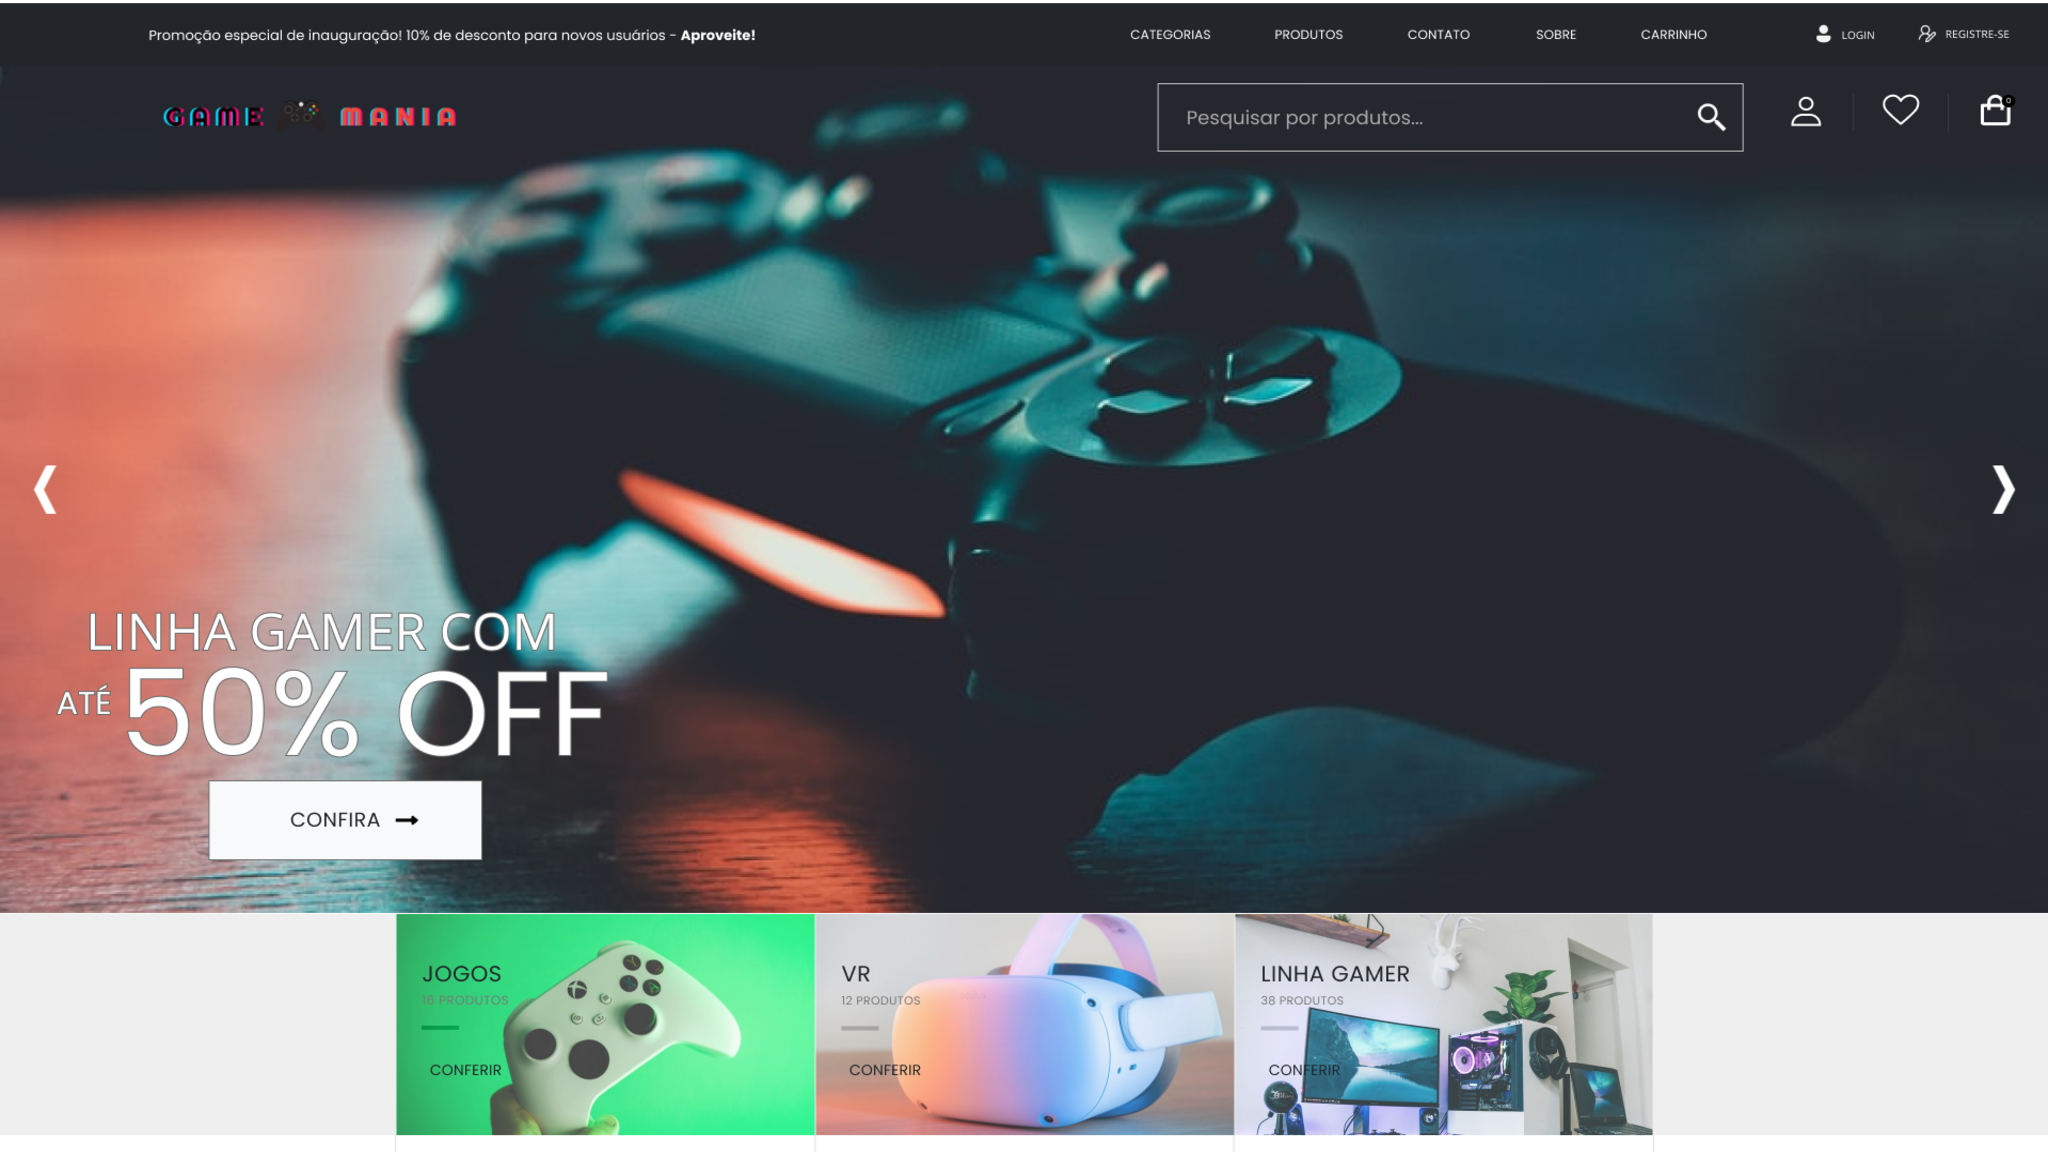 Promoção especial de inauguração! 10% de desconto para novos usuários - Aproveite!
CATEGORIAS PRODUTOS CONTATO SOBRE CARRINHO LOGIN REGISTRE-SE
GAME MANIA
Pesquisar por produtos...
0
LINHA GAMER COM
ATÉ 50% OFF
CONFIRA
JOGOS
16 PRODUTOS
CONFERIR
VR
12 PRODUTOS
CONFERIR
LINHA GAMER
38 PRODUTOS
CONFERIR